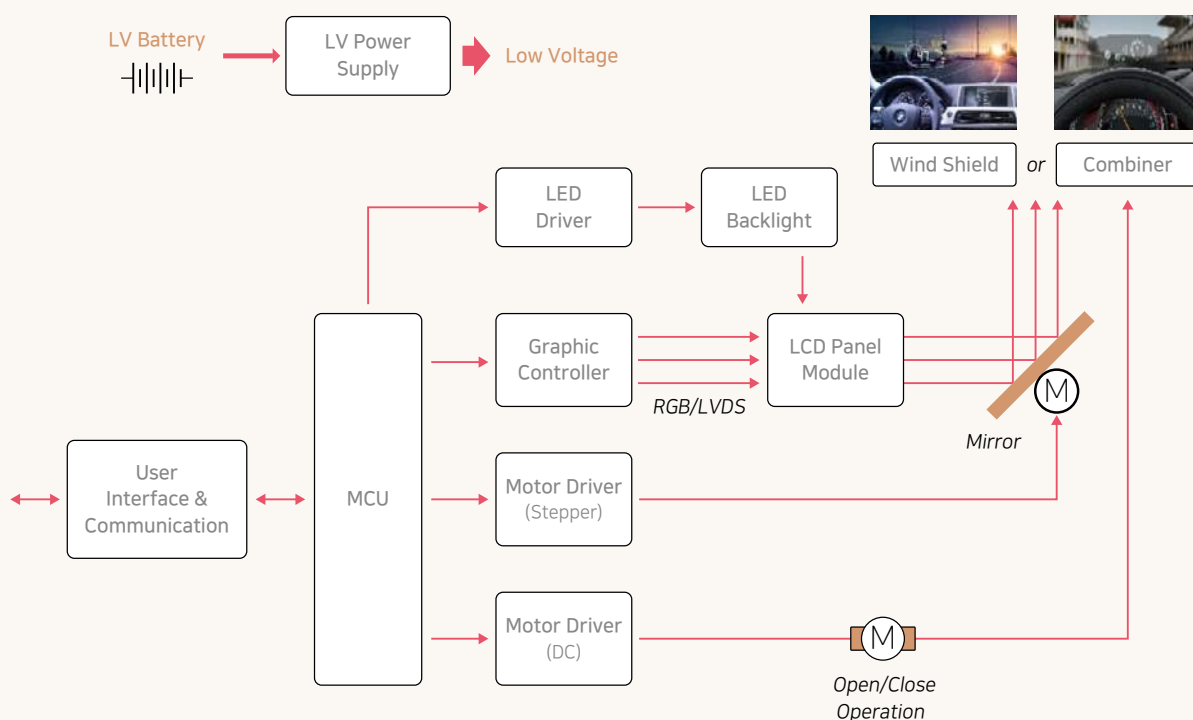 LV Battery
LV Power
Supply
Low Voltage
Wind Shield
or
Combiner
LED
Driver
LED
Backlight
Graphic
Controller
RGB/LVDS
LCD Panel
Module
M
Mirror
User
Interface &
Communication
MCU
Motor Driver
(Stepper)
Motor Driver
(DC)
M
Open/Close
Operation